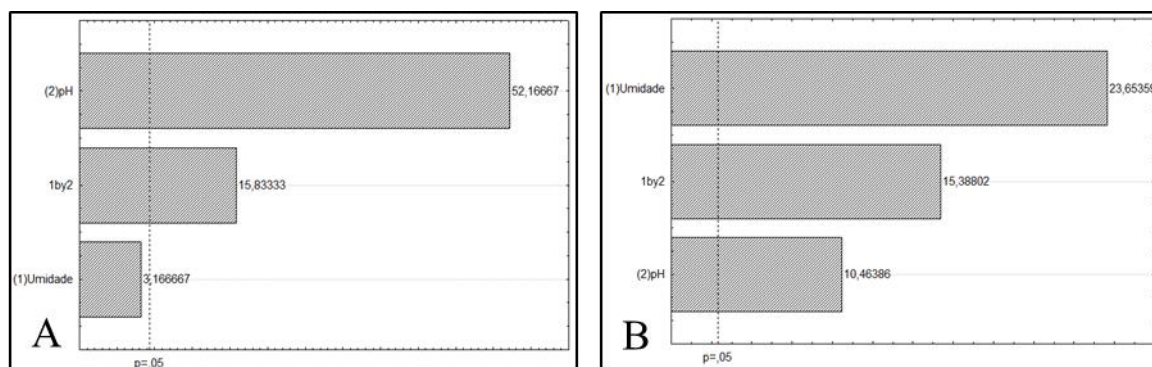 (2)pH
52,16667
1by2
15,83333
(1)Umidade
3,166667
A
p=,05
(1)Umidade
23,65359
1by2
15,38802
(2)pH
10,46386
B
p=,05